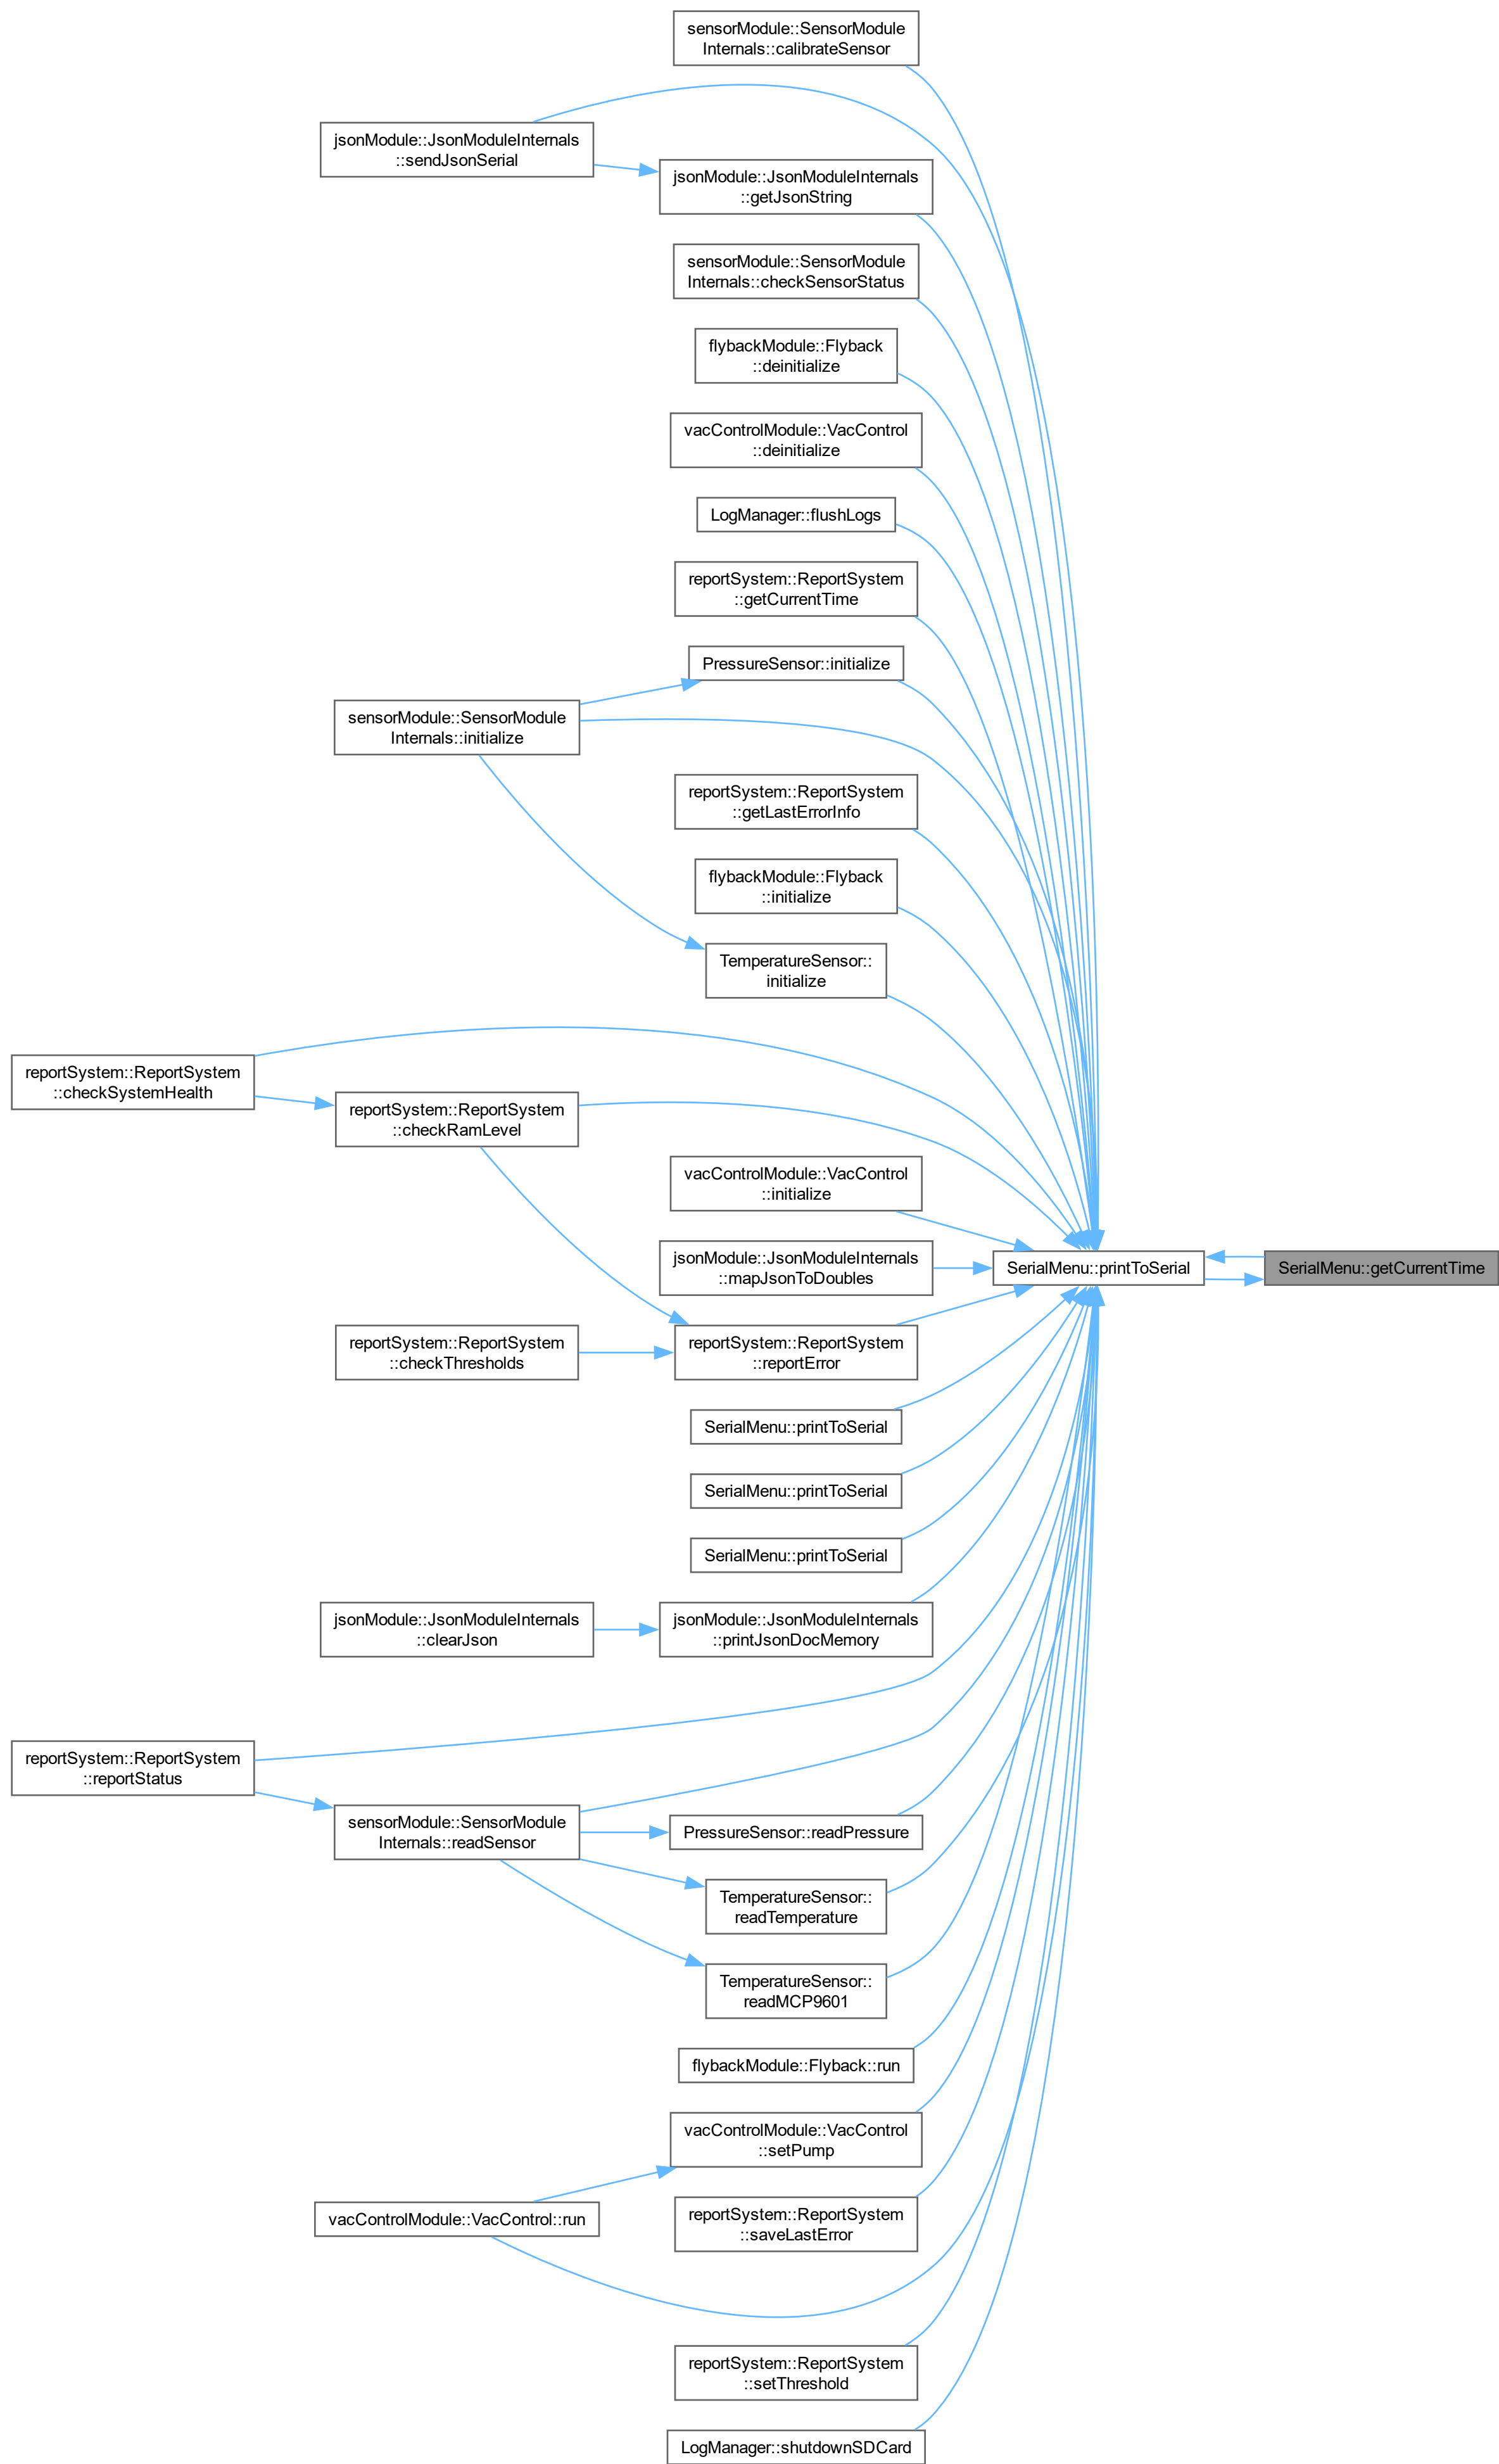 sensorModule::SensorModule
Internals::calibrateSensor
jsonModule::JsonModuleInternals
::sendJsonSerial
jsonModule::JsonModuleInternals
::getJsonString
sensorModule::SensorModule
Internals::checkSensorStatus
flybackModule::Flyback
::deinitialize
vacControlModule::VacControl
::deinitialize
LogManager::flushLogs
reportSystem::ReportSystem
::getCurrentTime
PressureSensor::initialize
sensorModule::SensorModule
Internals::initialize
reportSystem::ReportSystem
::getLastErrorInfo
flybackModule::Flyback
::initialize
TemperatureSensor::
initialize
reportSystem::ReportSystem
::checkSystemHealth
reportSystem::ReportSystem
::checkRamLevel
vacControlModule::VacControl
::initialize
jsonModule::JsonModuleInternals
::mapJsonToDoubles
SerialMenu::printToSerial
SerialMenu::getCurrentTime
reportSystem::ReportSystem
::checkThresholds
reportSystem::ReportSystem
::reportError
SerialMenu::printToSerial
SerialMenu::printToSerial
SerialMenu::printToSerial
jsonModule::JsonModuleInternals
::clearJson
jsonModule::JsonModuleInternals
::printJsonDocMemory
reportSystem::ReportSystem
::reportStatus
sensorModule::SensorModule
Internals::readSensor
PressureSensor::readPressure
TemperatureSensor::
readTemperature
TemperatureSensor::
readMCP9601
flybackModule::Flyback::run
vacControlModule::VacControl
::setPump
vacControlModule::VacControl::run
reportSystem::ReportSystem
::saveLastError
reportSystem::ReportSystem
::setThreshold
LogManager::shutdownSDCard